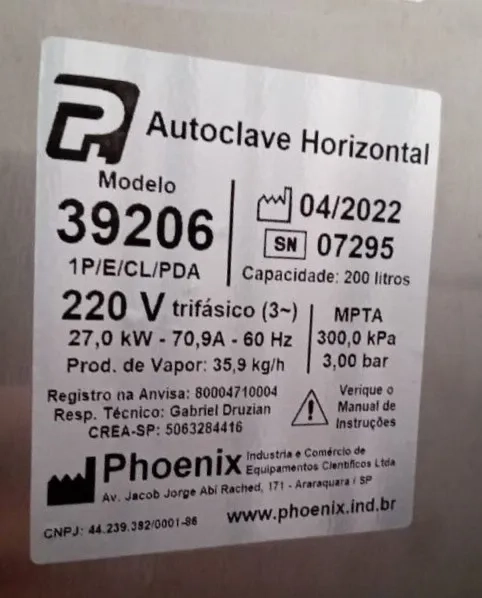 Autoclave Horizontal
Modelo
39206
1P/E/CL/PDA
04/2022
SN 07295
Capacidade: 200 litros
220 V trifásico (3~)
27,0 kW - 70,9A - 60 Hz
Prod. de Vapor: 35,9 kg/h
MPTA
300,0 kPa
3,00 bar
Registro na Anvisa: 80004710004
Resp. Técnico: Gabriel Druzian
CREA-SP: 5063284416
Verique o
Manual de
Instruções
Phoenix
Industria e Comércio de
Equipamentos Científicos Ltda
Av. Jacob Jorge Abi Rached, 171 - Araraquara / SP
CNPJ: 44.239.382/0001-86
www.phoenix.ind.br